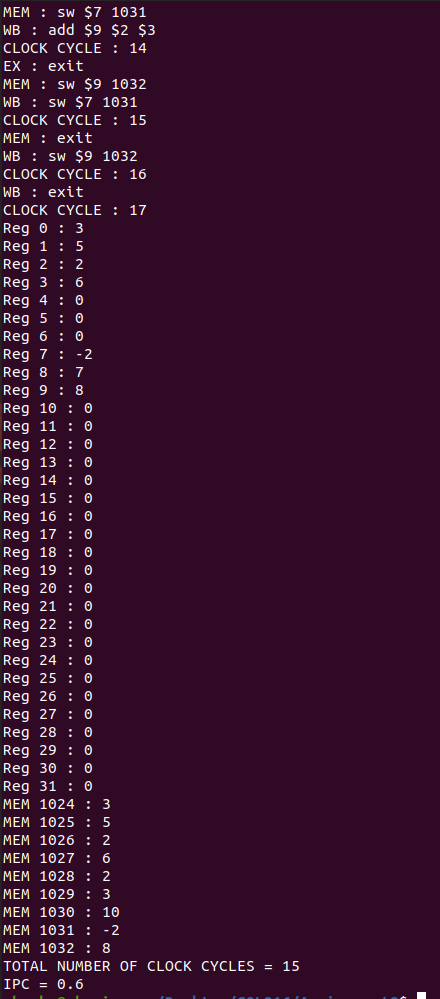 MEM : sw $7 1031
WB : add $9 $2 $3
CLOCK CYCLE : 14
EX : exit
MEM : sw $9 1032
WB : sw $7 1031
CLOCK CYCLE : 15
MEM : exit
WB : sw $9 1032
CLOCK CYCLE : 16
WB : exit
CLOCK CYCLE : 17
Reg 0 : 3
Reg 1 : 5
Reg 2 : 2
Reg 3 : 6
Reg 4 : 0
Reg 5 : 0
Reg 6 : 0
Reg 7 : -2
Reg 8 : 7
Reg 9 : 8
Reg 10 : 0
Reg 11 : 0
Reg 12 : 0
Reg 13 : 0
Reg 14 : 0
Reg 15 : 0
Reg 16 : 0
Reg 17 : 0
Reg 18 : 0
Reg 19 : 0
Reg 20 : 0
Reg 21 : 0
Reg 22 : 0
Reg 23 : 0
Reg 24 : 0
Reg 25 : 0
Reg 26 : 0
Reg 27 : 0
Reg 28 : 0
Reg 29 : 0
Reg 30 : 0
Reg 31 : 0
MEM 1024 : 3
MEM 1025 : 5
MEM 1026 : 2
MEM 1027 : 6
MEM 1028 : 2
MEM 1029 : 3
MEM 1030 : 10
MEM 1031 : -2
MEM 1032 : 8
TOTAL NUMBER OF CLOCK CYCLES = 15
IPC = 0.6